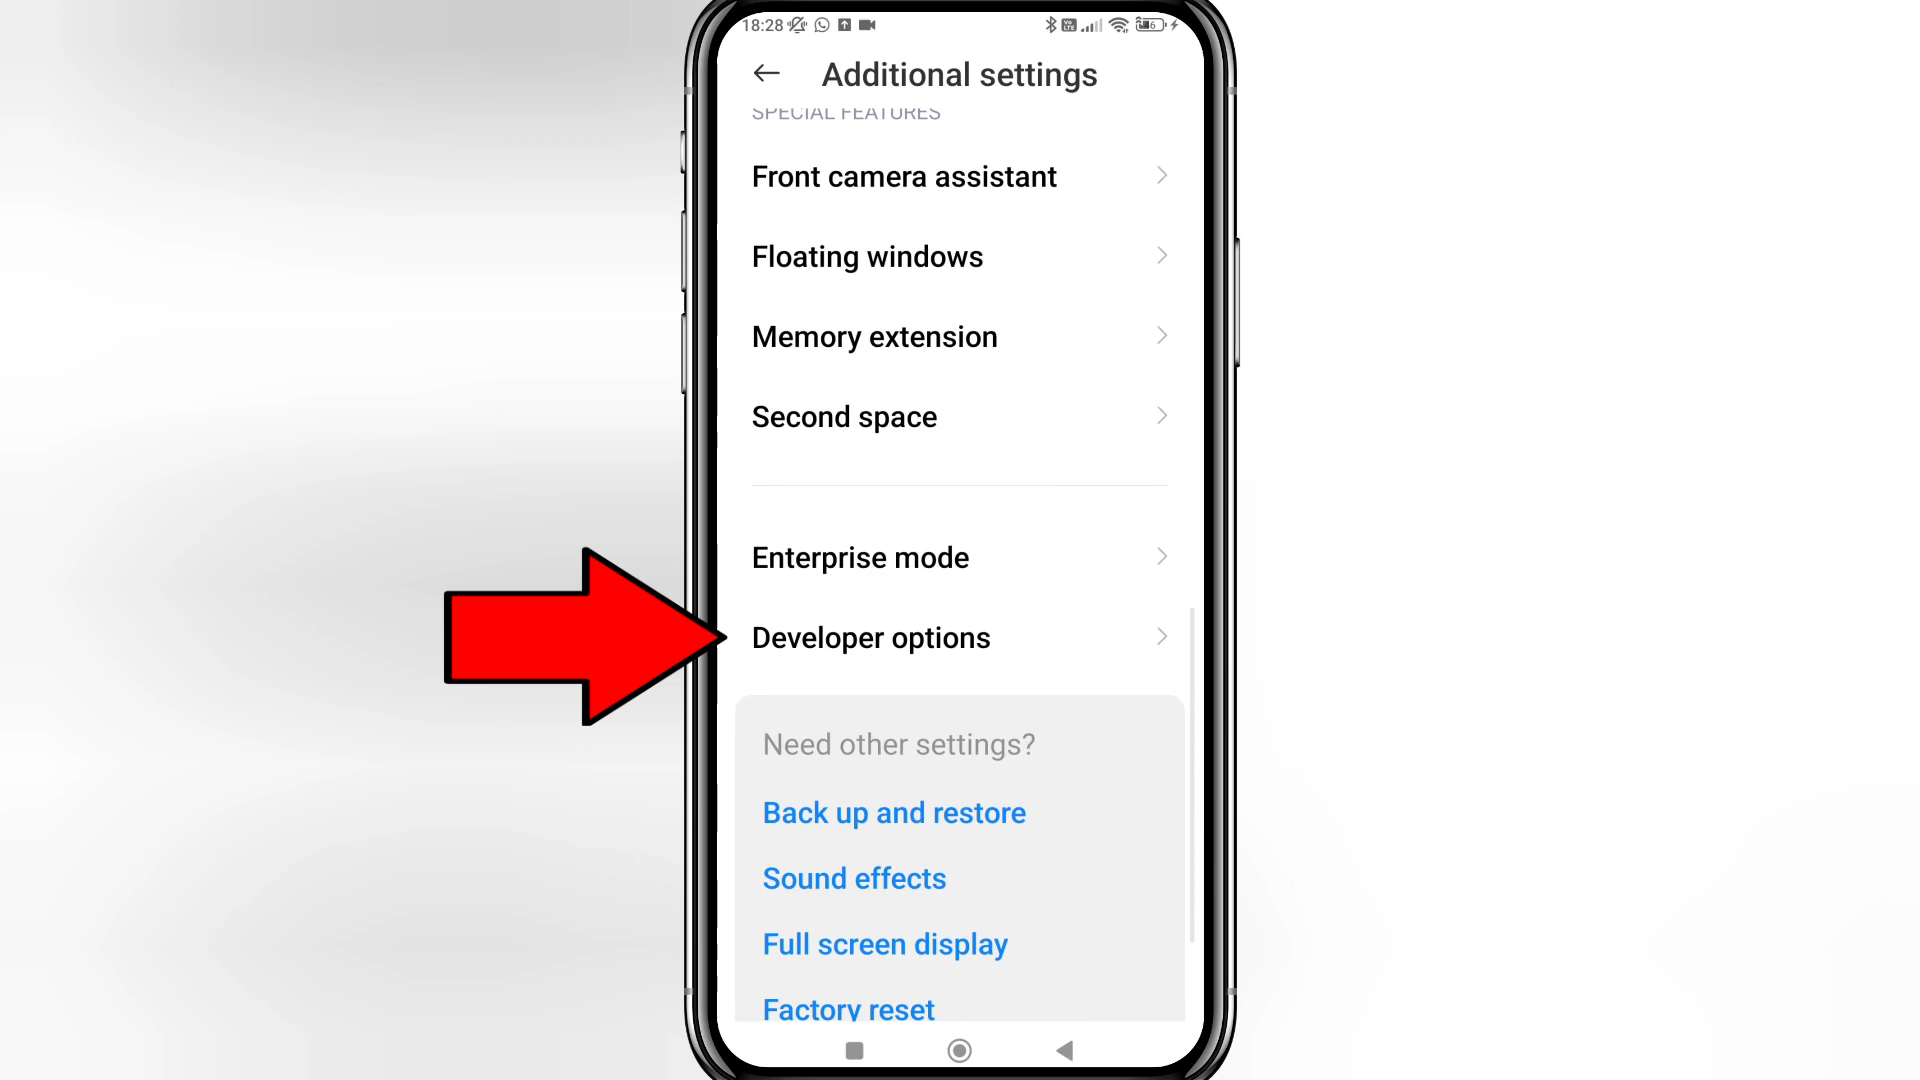 18:28
Additional settings
SPECIAL FEATURES
Front camera assistant
Floating windows
Memory extension
Second space
Enterprise mode
Developer options
Need other settings?
Back up and restore
Sound effects
Full screen display
Factory reset